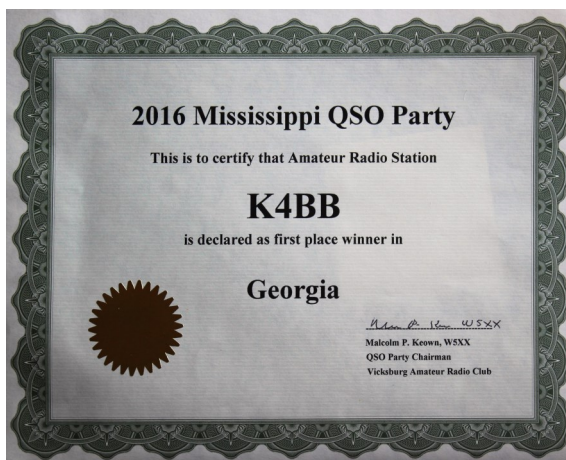 2016 Mississippi QSO Party
This is to certify that Amateur Radio Station
K4BB
is declared as first place winner in
Georgia
W5XX
Malcolm P. Keown, W5XX
QSO Party Chairman
Vicksburg Amateur Radio Club